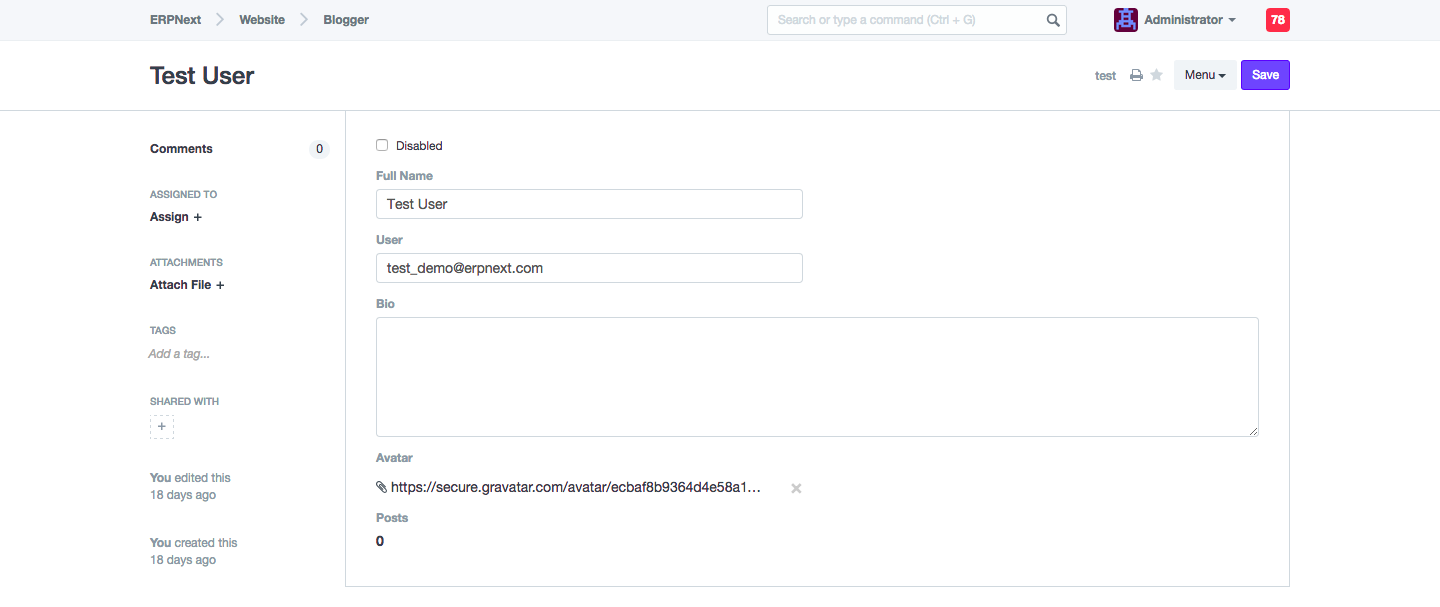 ERPNext Website Blogger Search or type a command (Ctrl + G) Administrator 78
Test User test Menu Save
Comments 0
ASSIGNED TO
Assign +
ATTACHMENTS
Attach File +
TAGS
Add a tag...
SHARED WITH
+
You edited this
18 days ago
You created this
18 days ago
Disabled
Full Name
Test User
User
test_demo@erpnext.com
Bio
Avatar
https://secure.gravatar.com/avatar/ecbaf8b9364d4e58a1...
Posts
0